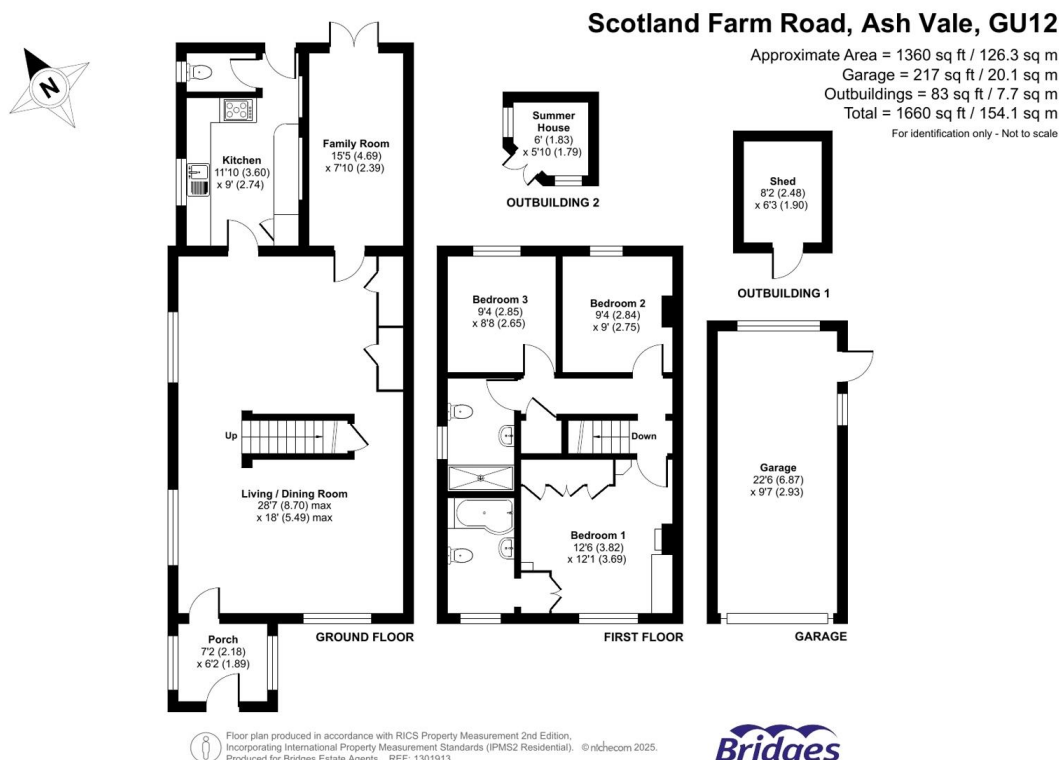 Scotland Farm Road, Ash Vale, GU12
Approximate Area = 1360 sq ft / 126.3 sq m
Garage = 217 sq ft / 20.1 sq m
Outbuildings = 83 sq ft / 7.7 sq m
Total = 1660 sq ft / 154.1 sq m
For identification only - Not to scale
N
Kitchen
11'10 (3.60)
x 9' (2.74)
Family Room
15'5 (4.69)
x 7'10 (2.39)
Up
Living / Dining Room
28'7 (8.70) max
x 18' (5.49) max
Porch
7'2 (2.18)
x 6'2 (1.89)
GROUND FLOOR
Summer
House
6' (1.83)
x 5'10 (1.79)
OUTBUILDING 2
Shed
8'2 (2.48)
x 6'3 (1.90)
OUTBUILDING 1
Bedroom 3
9'4 (2.85)
x 8'8 (2.65)
Bedroom 2
9'4 (2.84)
x 9' (2.75)
Down
Bedroom 1
12'6 (3.82)
x 12'1 (3.69)
FIRST FLOOR
Garage
22'6 (6.87)
x 9'7 (2.93)
GARAGE
Floor plan produced in accordance with RICS Property Measurement 2nd Edition,
Incorporating International Property Measurement Standards (IPMS2 Residential). © nichecom 2025.
Produced for Bridges Estate Agents. REF: 1301913
Bridges